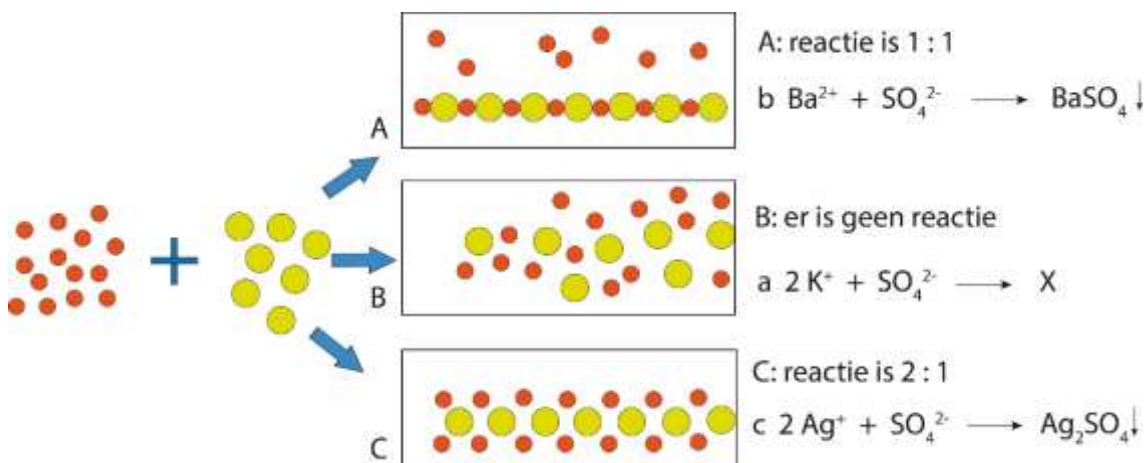 A: reactie is 1 : 1
b Ba²⁺ + SO₄²⁻ ⟶ BaSO₄↓
A
B: er is geen reactie
a 2 K⁺ + SO₄²⁻ ⟶ X
B
C: reactie is 2 : 1
c 2 Ag⁺ + SO₄²⁻ ⟶ Ag₂SO₄↓
C